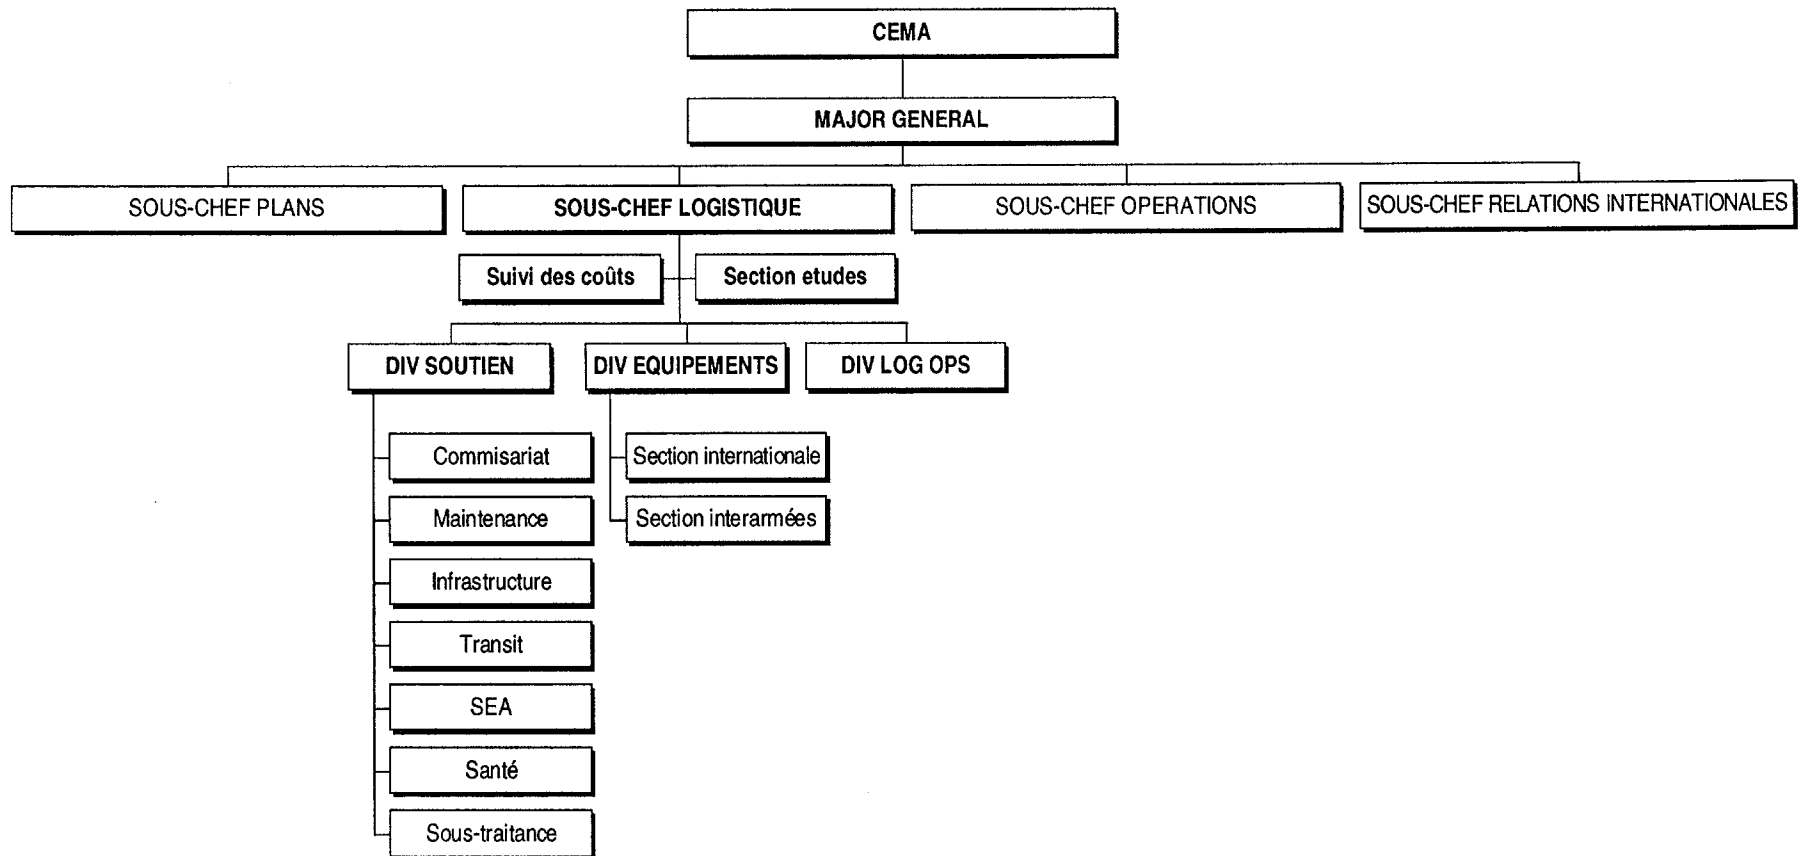 CEMA
MAJOR GENERAL
SOUS-CHEF PLANS
SOUS-CHEF LOGISTIQUE
SOUS-CHEF OPERATIONS
SOUS-CHEF RELATIONS INTERNATIONALES
Suivi des coûts
Section etudes
DIV SOUTIEN
DIV EQUIPEMENTS
DIV LOG OPS
Commisariat
Section internationale
Maintenance
Section interarmées
Infrastructure
Transit
SEA
Santé
Sous-traitance